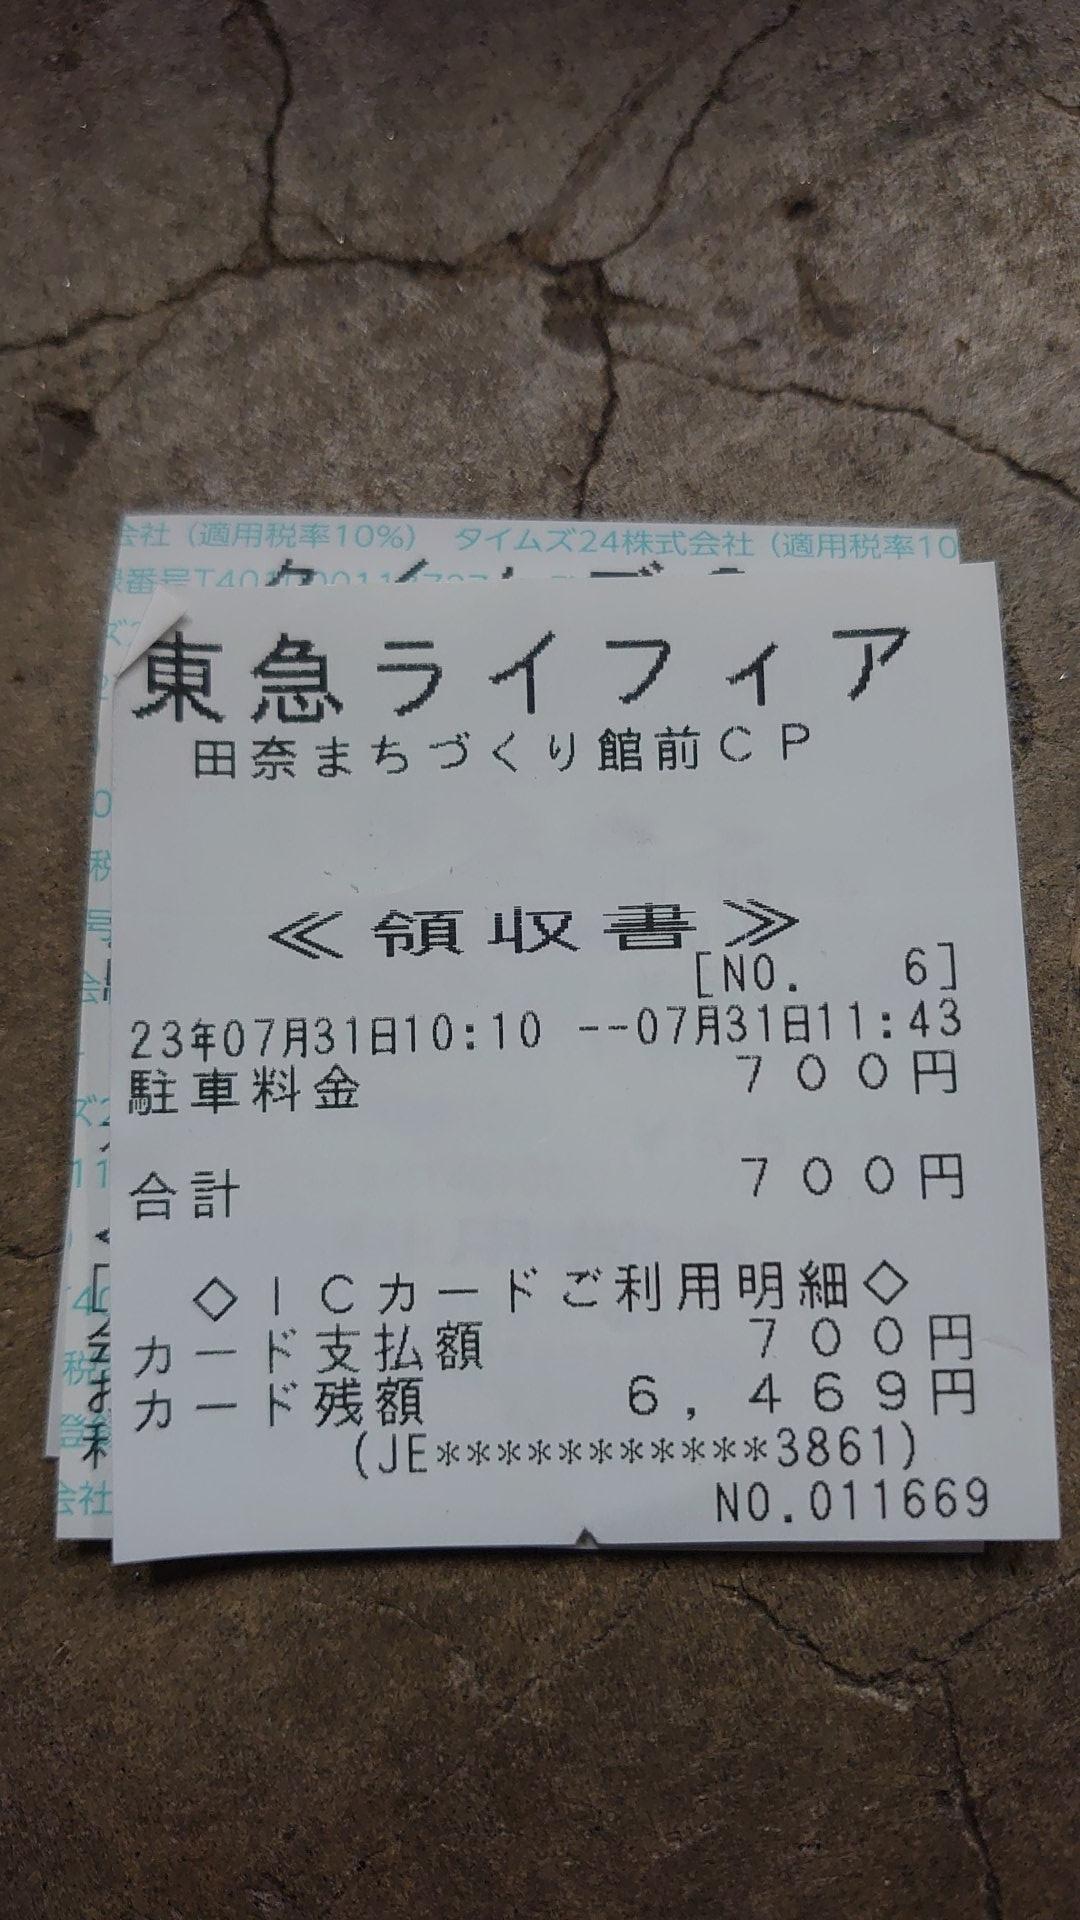 会社（適用税率10%） タイムズ24株式会社（適用税率10
東急ライフィア
田奈まちづくり館前ＣＰ
≪領収書≫
[NO. 6]
23年07月31日10:10 --07月31日11:43
駐車料金 ７００円
合計 ７００円
◇ＩＣカードご利用明細◇
カード支払額 ７００円
カード残額 ６，４６９円
(JE***********3861)
NO.011669